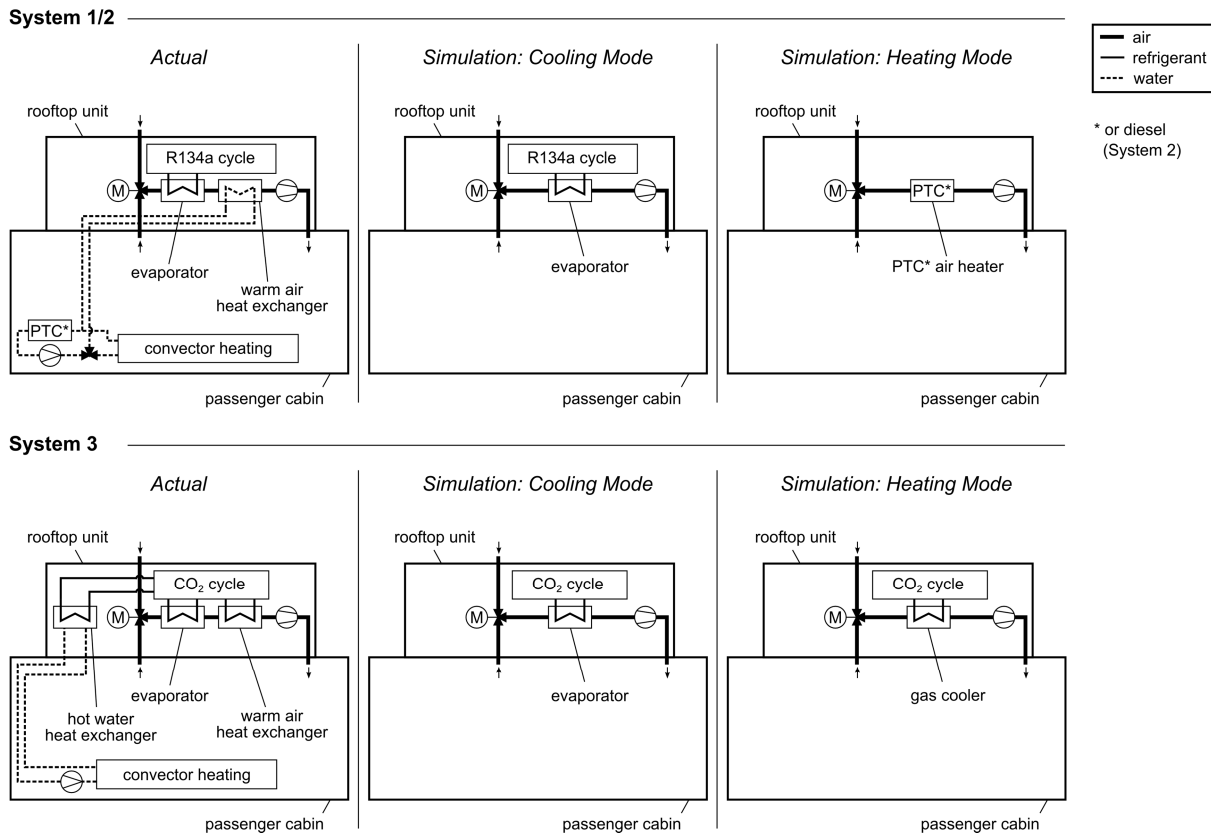 System 1/2
Actual
Simulation: Cooling Mode
Simulation: Heating Mode
air
refrigerant
water
* or diesel
(System 2)
rooftop unit
R134a cycle
M
evaporator
warm air
heat exchanger
PTC*
convector heating
passenger cabin
rooftop unit
R134a cycle
M
evaporator
passenger cabin
rooftop unit
M
PTC*
PTC* air heater
passenger cabin
System 3
Actual
Simulation: Cooling Mode
Simulation: Heating Mode
rooftop unit
CO₂ cycle
M
evaporator
hot water
heat exchanger
warm air
heat exchanger
convector heating
passenger cabin
rooftop unit
CO₂ cycle
M
evaporator
passenger cabin
rooftop unit
CO₂ cycle
M
gas cooler
passenger cabin